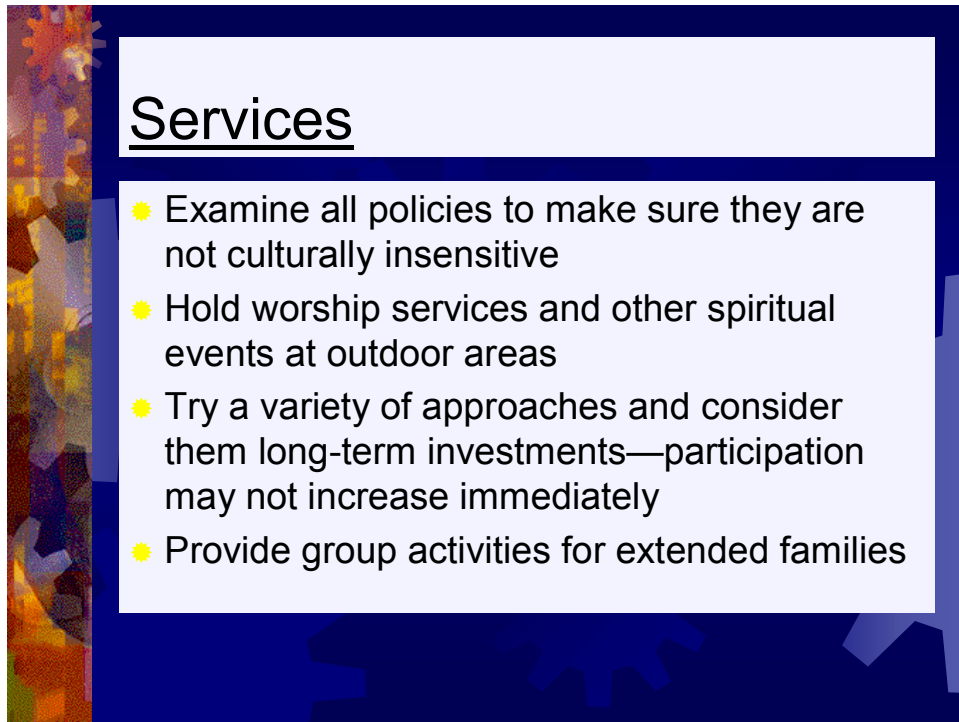 Services
Examine all policies to make sure they are
not culturally insensitive
Hold worship services and other spiritual
events at outdoor areas
Try a variety of approaches and consider
them long-term investments—participation
may not increase immediately
Provide group activities for extended families